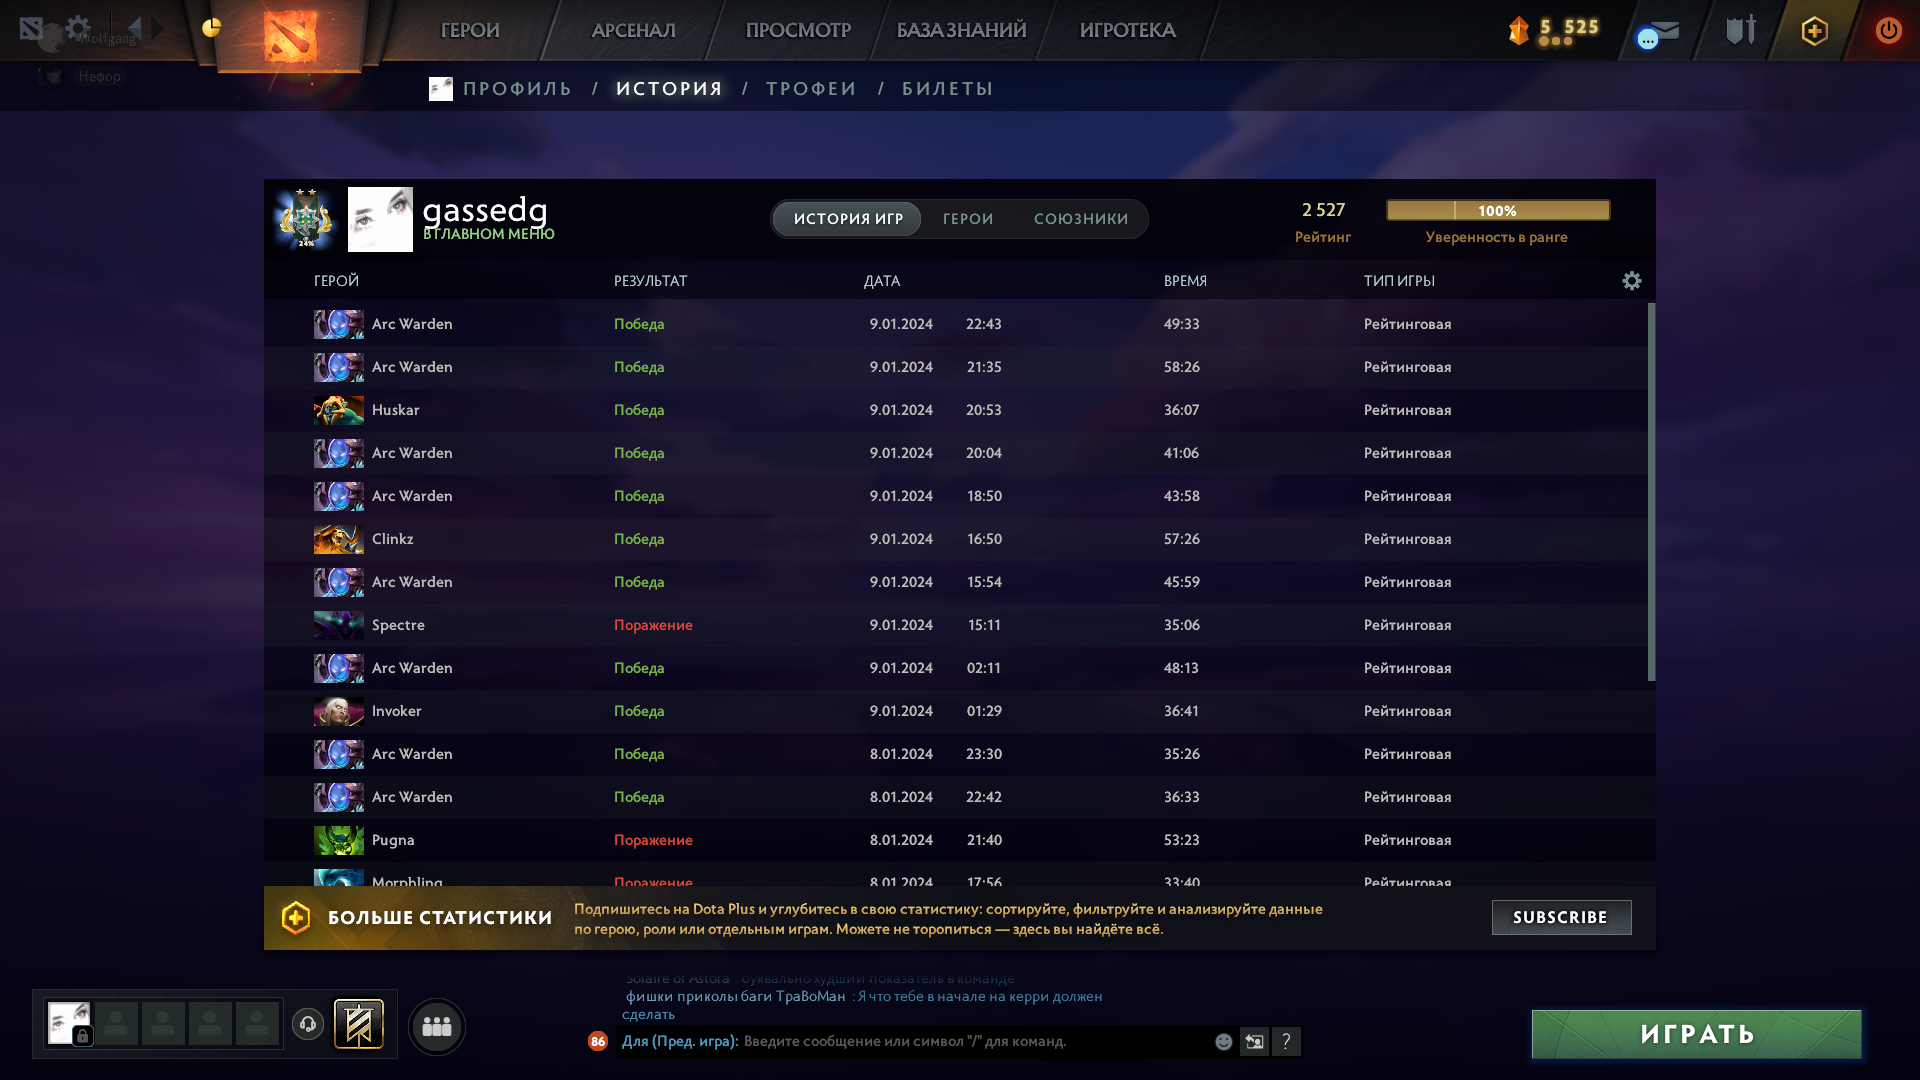 Wolfgang
Нефор
ГЕРОИ
АРСЕНАЛ
ПРОСМОТР
БАЗА ЗНАНИЙ
ИГРОТЕКА
5 525
ПРОФИЛЬ / ИСТОРИЯ / ТРОФЕИ / БИЛЕТЫ
24%
gassedg
В ГЛАВНОМ МЕНЮ
ИСТОРИЯ ИГР
ГЕРОИ
СОЮЗНИКИ
2 527
Рейтинг
100%
Уверенность в ранге
ГЕРОЙ РЕЗУЛЬТАТ ДАТА ВРЕМЯ ТИП ИГРЫ
Arc Warden Победа 9.01.2024 22:43 49:33 Рейтинговая
Arc Warden Победа 9.01.2024 21:35 58:26 Рейтинговая
Huskar Победа 9.01.2024 20:53 36:07 Рейтинговая
Arc Warden Победа 9.01.2024 20:04 41:06 Рейтинговая
Arc Warden Победа 9.01.2024 18:50 43:58 Рейтинговая
Clinkz Победа 9.01.2024 16:50 57:26 Рейтинговая
Arc Warden Победа 9.01.2024 15:54 45:59 Рейтинговая
Spectre Поражение 9.01.2024 15:11 35:06 Рейтинговая
Arc Warden Победа 9.01.2024 02:11 48:13 Рейтинговая
Invoker Победа 9.01.2024 01:29 36:41 Рейтинговая
Arc Warden Победа 8.01.2024 23:30 35:26 Рейтинговая
Arc Warden Победа 8.01.2024 22:42 36:33 Рейтинговая
Pugna Поражение 8.01.2024 21:40 53:23 Рейтинговая
Morphling Поражение 8.01.2024 17:56 33:40 Рейтинговая
БОЛЬШЕ СТАТИСТИКИ
Подпишитесь на Dota Plus и углубитесь в свою статистику: сортируйте, фильтруйте и анализируйте данные
по герою, роли или отдельным играм. Можете не торопиться — здесь вы найдёте всё.
SUBSCRIBE
Solaire of Astora : буквально худший показатель в команде
фишки приколы баги ТраВоМан : Я что тебе в начале на керри должен
сделать
86
Для (Пред. игра): Введите сообщение или символ "/" для команд.
?
ИГРАТЬ